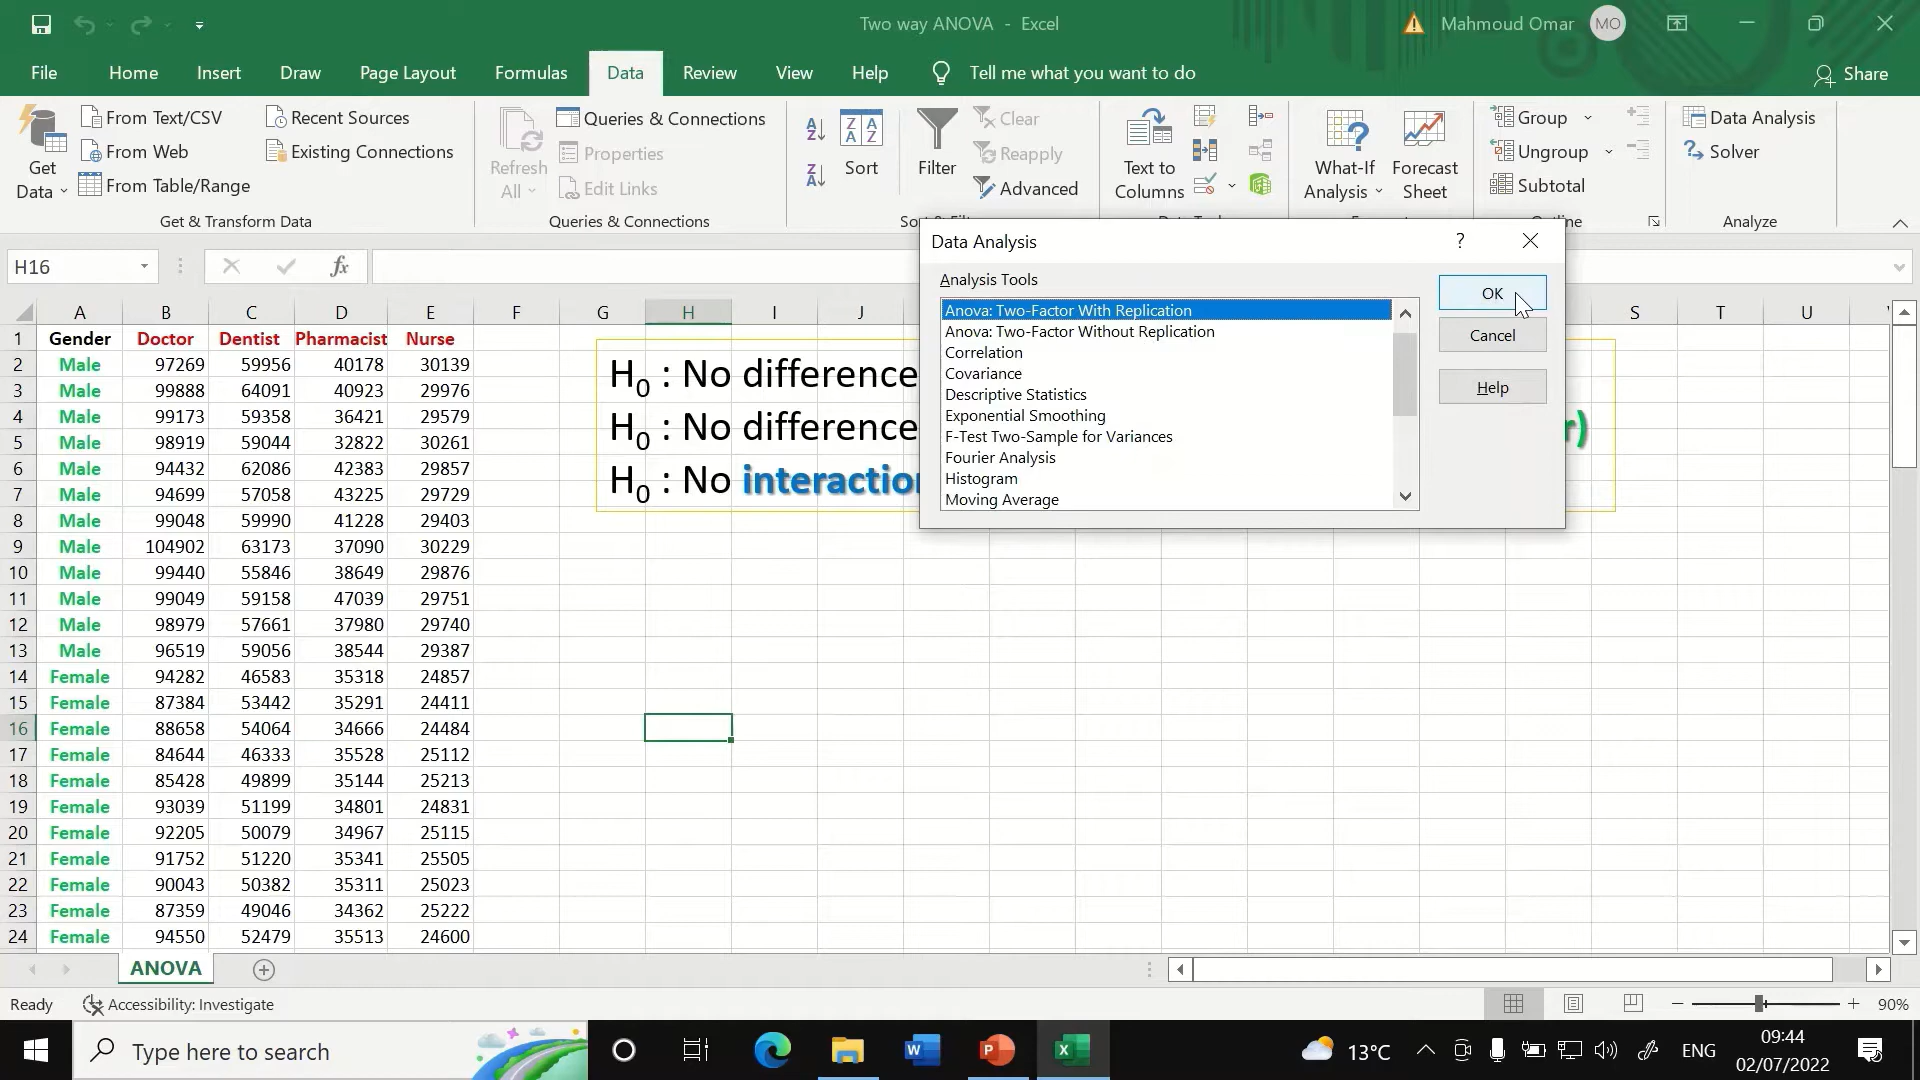 Two way ANOVA - Excel
Mahmoud Omar MO
File Home Insert Draw Page Layout Formulas Data Review View Help Tell me what you want to do Share
Get Data
From Text/CSV
From Web
From Table/Range
Recent Sources
Existing Connections
Get & Transform Data
Refresh All
Queries & Connections
Properties
Edit Links
Queries & Connections
Sort
Filter
Clear
Reapply
Advanced
Text to Columns
What-If Analysis
Forecast Sheet
Group
Ungroup
Subtotal
Data Analysis
Solver
Analyze
H16
fx
Data Analysis
Analysis Tools
Anova: Two-Factor With Replication
Anova: Two-Factor Without Replication
Correlation
Covariance
Descriptive Statistics
Exponential Smoothing
F-Test Two-Sample for Variances
Fourier Analysis
Histogram
Moving Average
OK
Cancel
Help
A B C D E F G H I J S T U
1 Gender Doctor Dentist Pharmacist Nurse
2 Male 97269 59956 40178 30139
3 Male 99888 64091 40923 29976
4 Male 99173 59358 36421 29579
5 Male 98919 59044 32822 30261
6 Male 94432 62086 42383 29857
7 Male 94699 57058 43225 29729
8 Male 99048 59990 41228 29403
9 Male 104902 63173 37090 30229
10 Male 99440 55846 38649 29876
11 Male 99049 59158 47039 29751
12 Male 98979 57661 37980 29740
13 Male 96519 59056 38544 29387
14 Female 94282 46583 35318 24857
15 Female 87384 53442 35291 24411
16 Female 88658 54064 34666 24484
17 Female 84644 46333 35528 25112
18 Female 85428 49899 35144 25213
19 Female 93039 51199 34801 24831
20 Female 92205 50079 34967 25115
21 Female 91752 51220 35341 25505
22 Female 90043 50382 35311 25023
23 Female 87359 49046 34362 25222
24 Female 94550 52479 35513 24600
H0 : No difference
H0 : No difference
H0 : No interaction
ANOVA
Ready Accessibility: Investigate 90%
Type here to search
13°C
ENG
09:44
02/07/2022